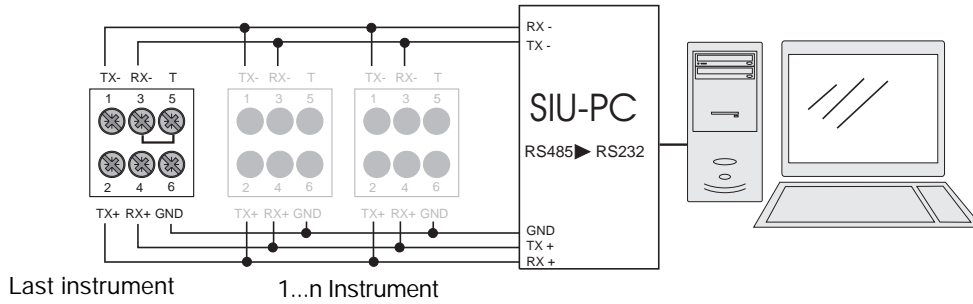 RX -
TX -
TX- RX- T
1 3 5
2 4 6
TX+ RX+ GND
TX- RX- T
1 3 5
2 4 6
TX+ RX+ GND
TX- RX- T
1 3 5
2 4 6
TX+ RX+ GND
SIU-PC
RS485▶ RS232
GND
TX +
RX +
Last instrument
1...n Instrument